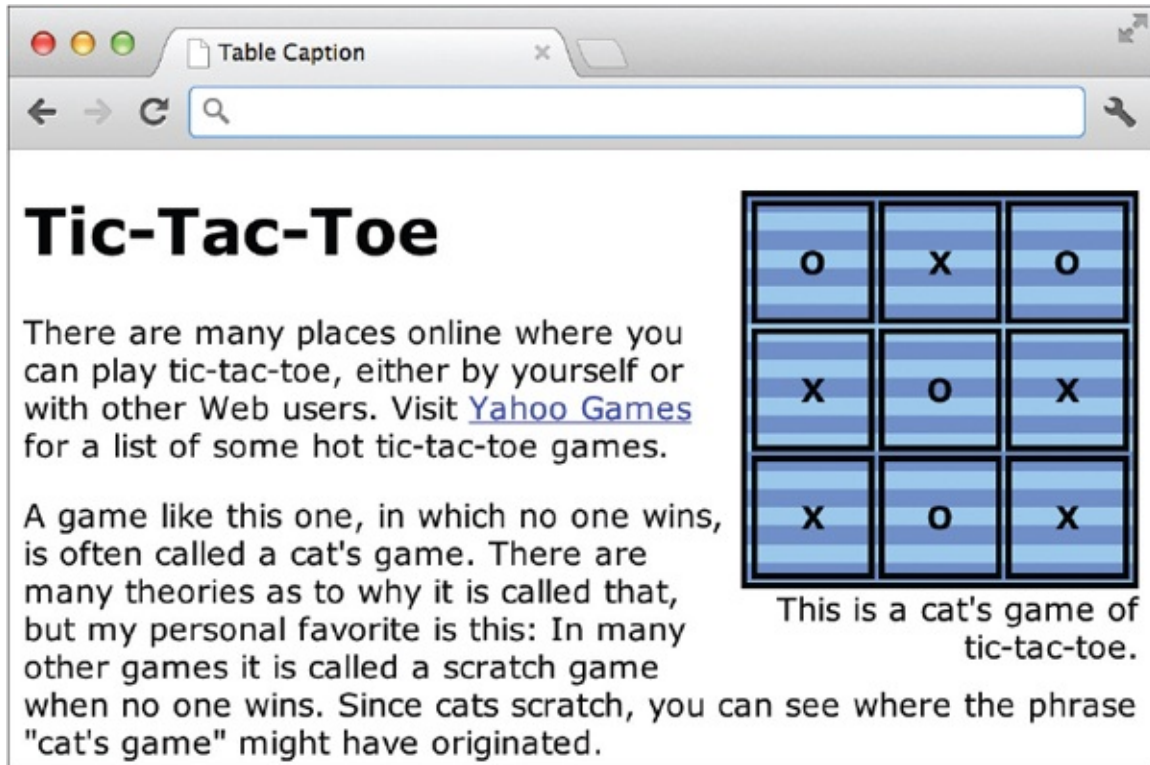 Table Caption
Tic-Tac-Toe
There are many places online where you
can play tic-tac-toe, either by yourself or
with other Web users. Visit Yahoo Games
for a list of some hot tic-tac-toe games.
A game like this one, in which no one wins,
is often called a cat's game. There are
many theories as to why it is called that,
but my personal favorite is this: In many
other games it is called a scratch game
when no one wins. Since cats scratch, you can see where the phrase
"cat's game" might have originated.
O X O
X O X
X O X
This is a cat's game of
tic-tac-toe.